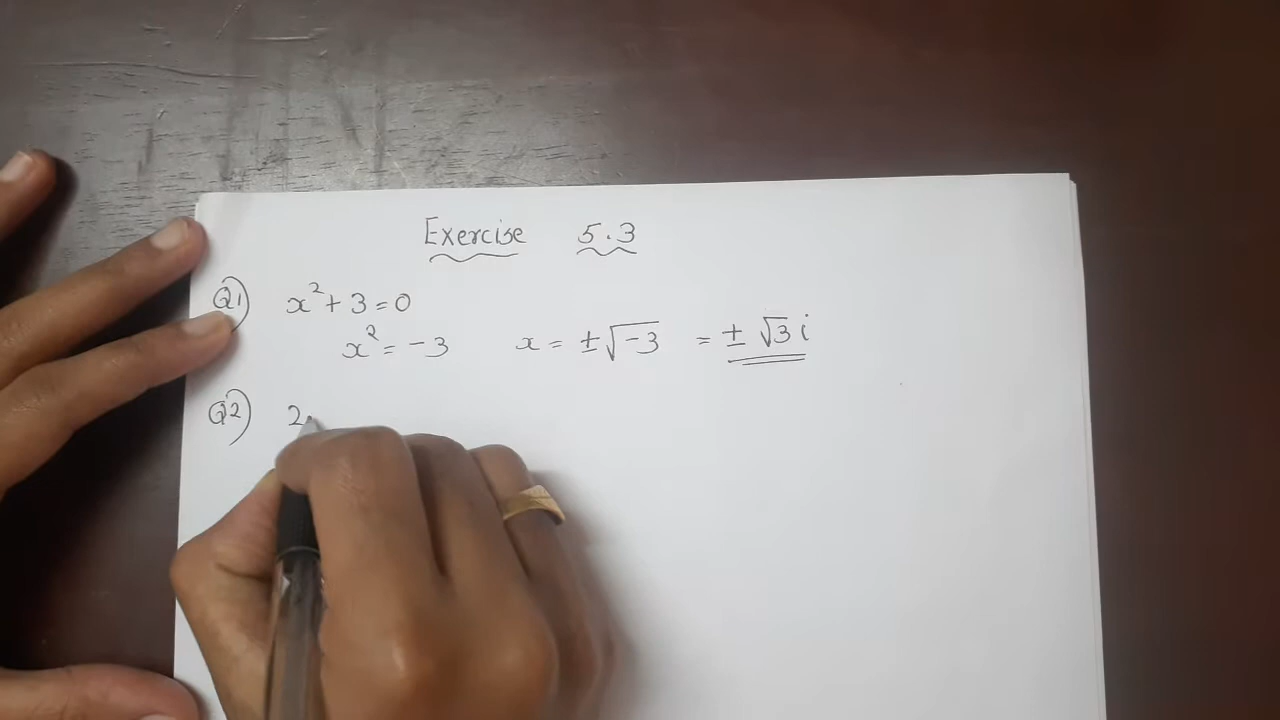 Exercise 5.3
Q1) x² + 3 = 0
x² = -3 x = ±√-3 = ±√3 i
Q2) 2